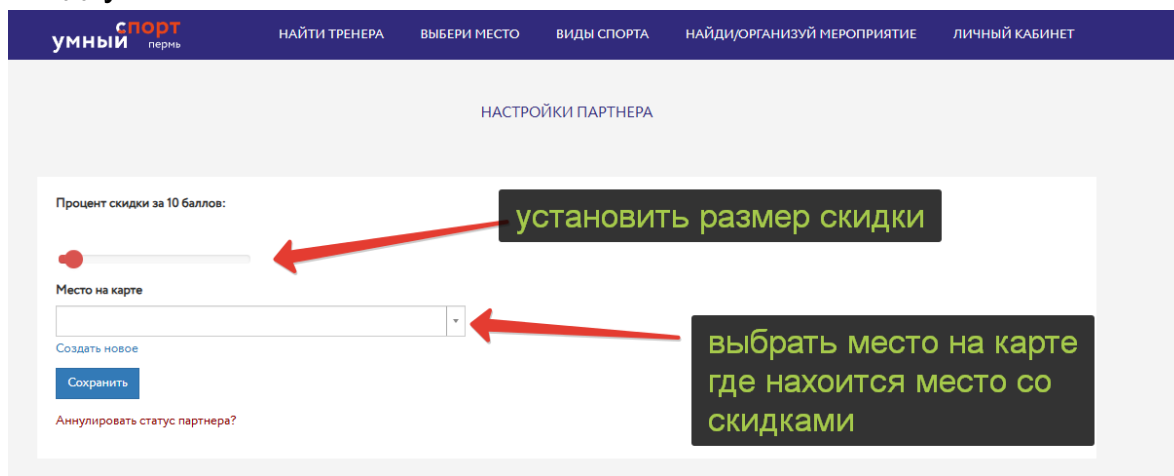 спорт
умный пермь
НАЙТИ ТРЕНЕРА ВЫБЕРИ МЕСТО ВИДЫ СПОРТА НАЙДИ/ОРГАНИЗУЙ МЕРОПРИЯТИЕ ЛИЧНЫЙ КАБИНЕТ
НАСТРОЙКИ ПАРТНЕРА
Процент скидки за 10 баллов:
установить размер скидки
Место на карте
Создать новое
Сохранить
Аннулировать статус партнера?
выбрать место на карте
где нахоится место со
скидками